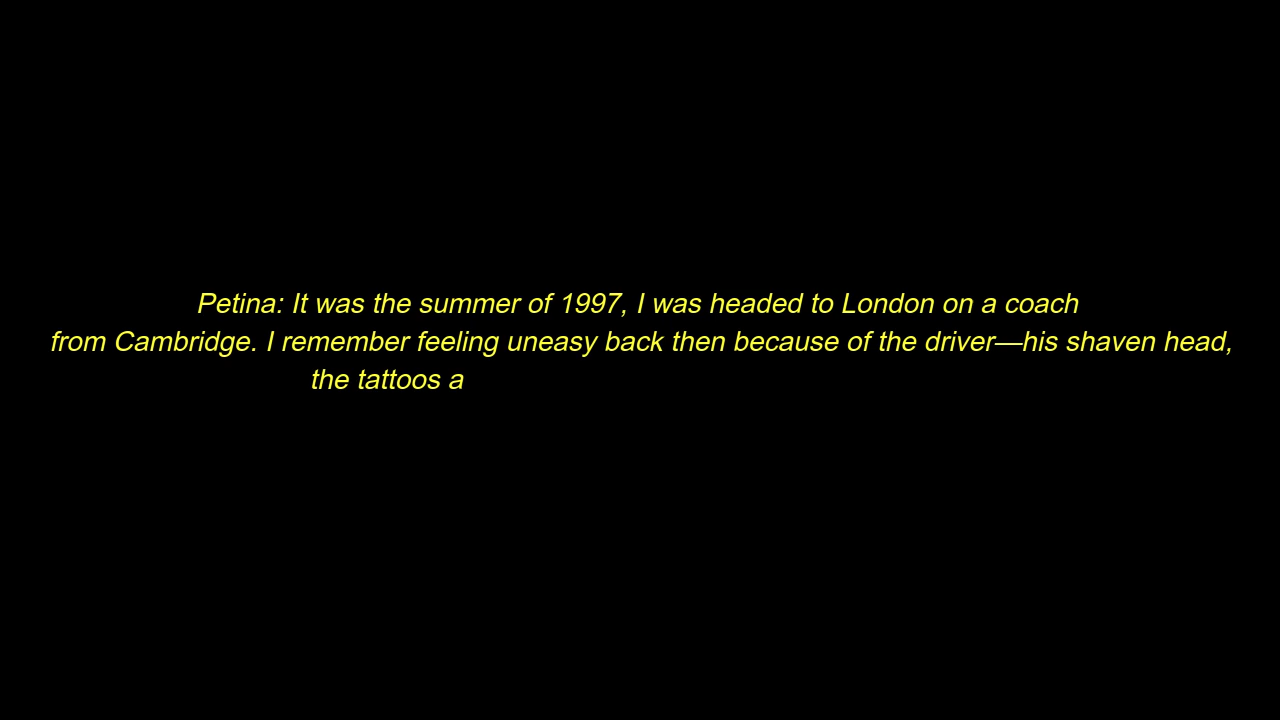 Petina: It was the summer of 1997, I was headed to London on a coach
from Cambridge. I remember feeling uneasy back then because of the driver—his shaven head,
the tattoos a